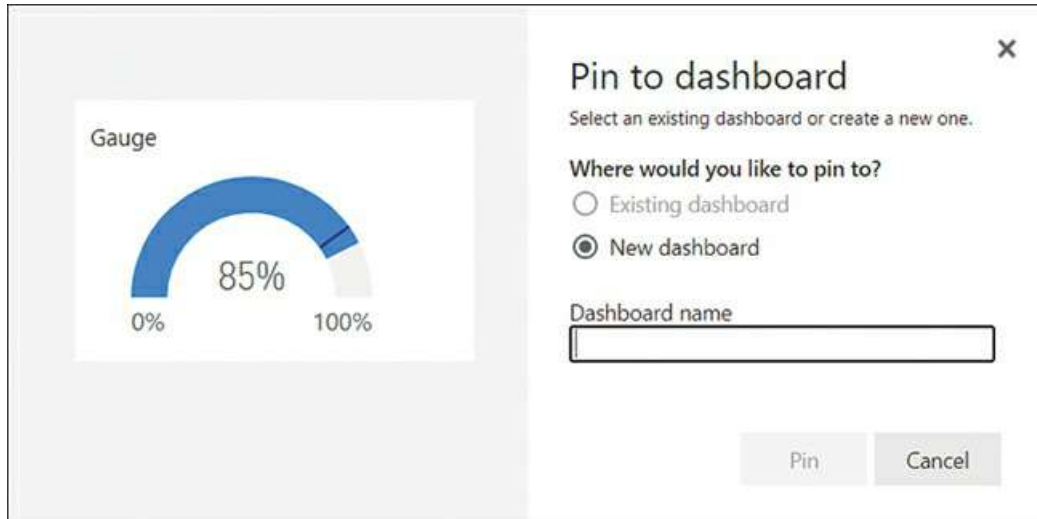 Gauge
85%
0%
100%
Pin to dashboard
Select an existing dashboard or create a new one.
Where would you like to pin to?
Existing dashboard
New dashboard
Dashboard name
Pin
Cancel